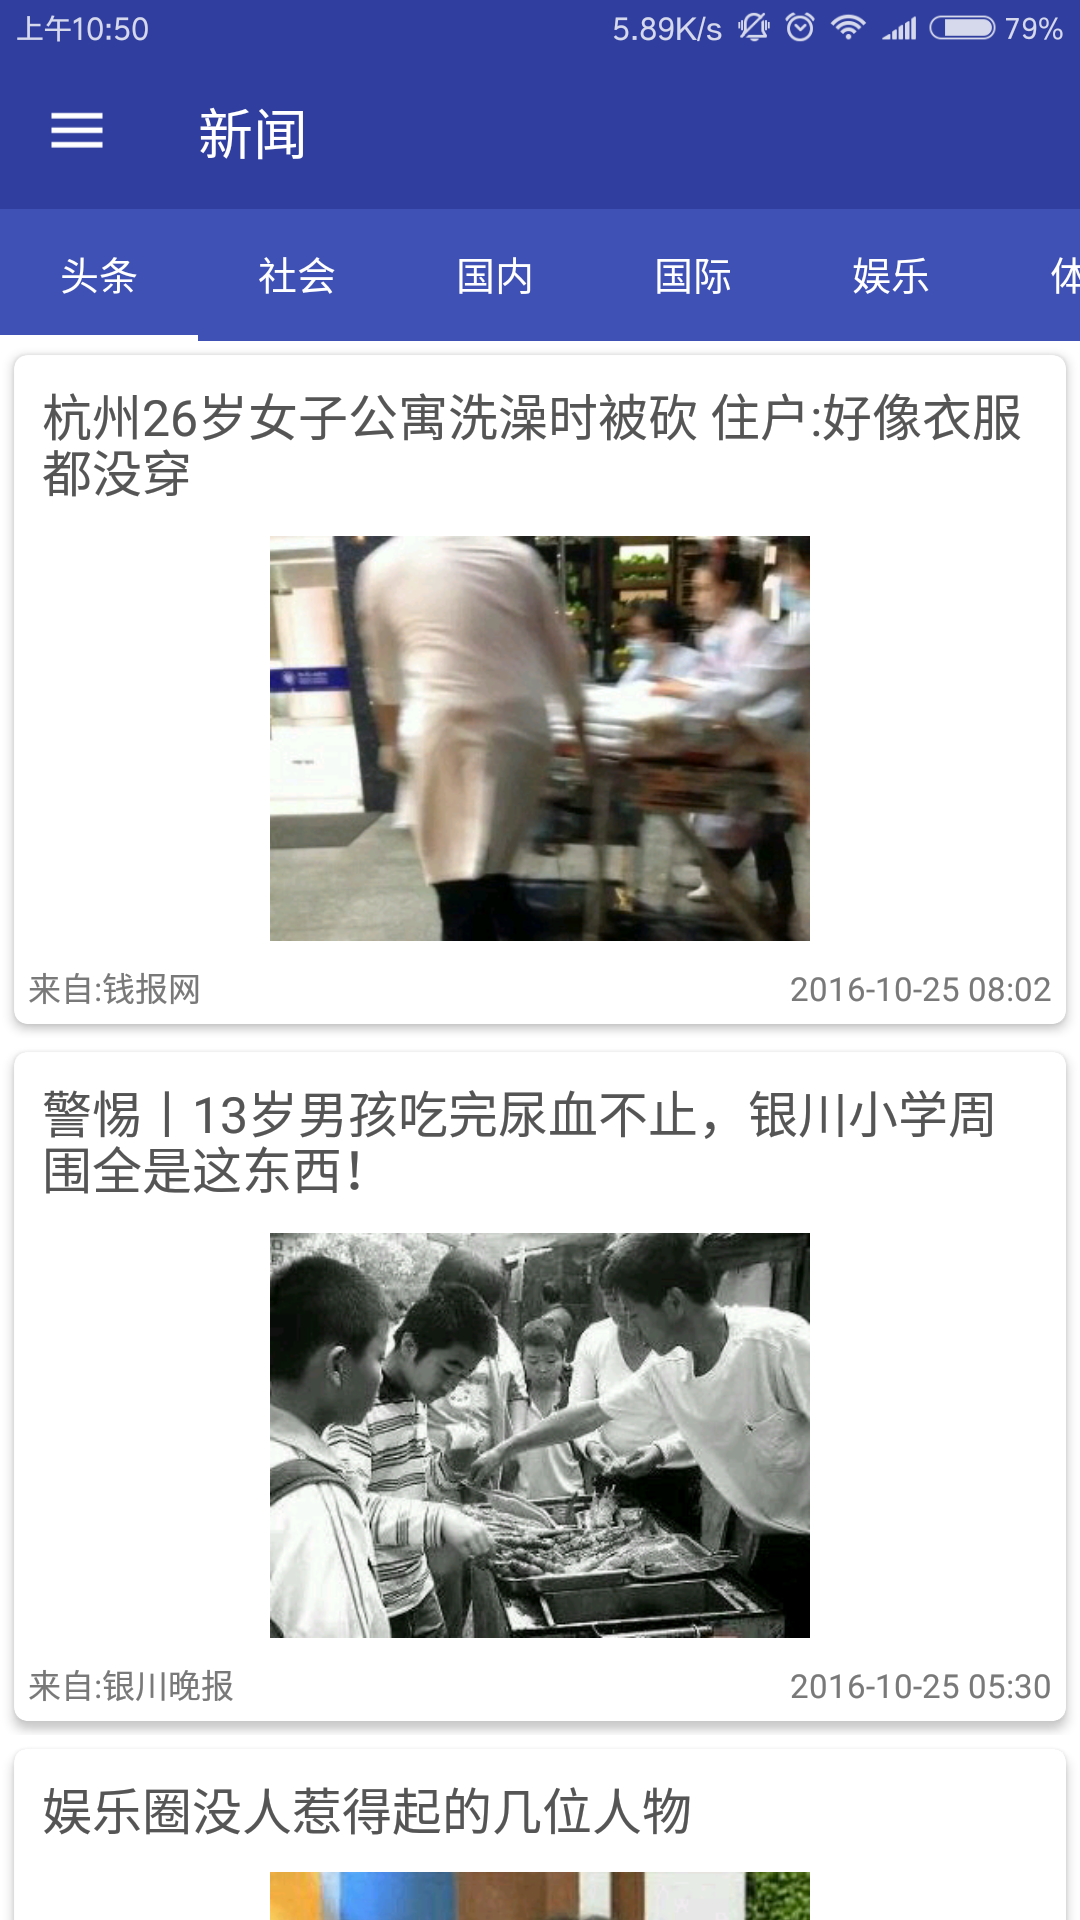 上午10:50 5.89K/s 79%
新闻
头条 社会 国内 国际 娱乐 体
杭州26岁女子公寓洗澡时被砍 住户:好像衣服
都没穿
来自:钱报网 2016-10-25 08:02
警惕丨13岁男孩吃完尿血不止，银川小学周
围全是这东西！
来自:银川晚报 2016-10-25 05:30
娱乐圈没人惹得起的几位人物